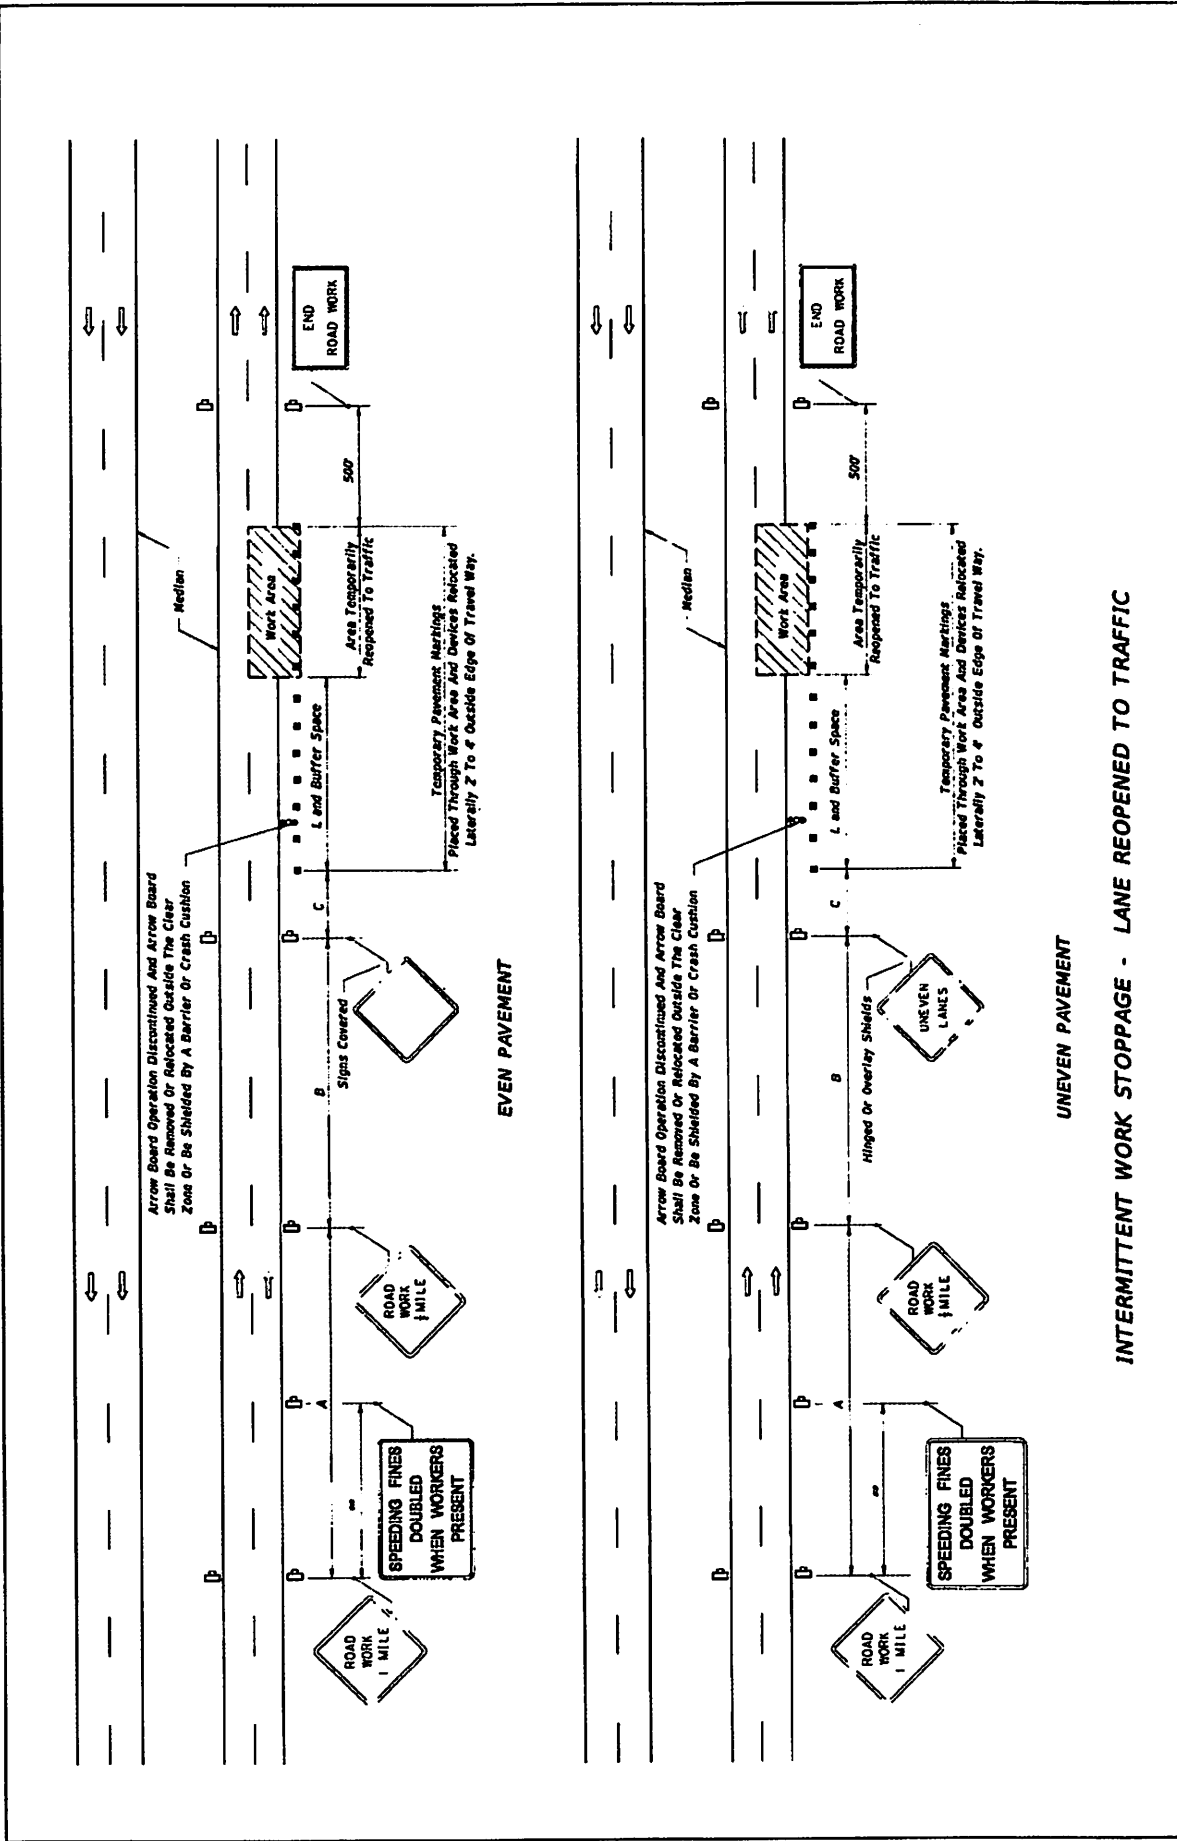 Arrow Board Operation Discontinued And Arrow Board
Shall Be Removed Or Relocated Outside The Clear
Zone Or Be Shielded By A Barrier Or Crash Cushion
Median
Work Area
ROAD
WORK
1 MILE
SPEEDING FINES
DOUBLED
WHEN WORKERS
PRESENT
**
A
ROAD
WORK
½ MILE
B
Signs Covered
C
L and Buffer Space
Area Temporarily
Reopened To Traffic
500'
END
ROAD WORK
Temporary Pavement Markings
Placed Through Work Area And Devices Relocated
Laterally 2' To 4' Outside Edge Of Travel Way.
EVEN PAVEMENT
Arrow Board Operation Discontinued And Arrow Board
Shall Be Removed Or Relocated Outside The Clear
Zone Or Be Shielded By A Barrier Or Crash Cushion
Median
Work Area
ROAD
WORK
1 MILE
SPEEDING FINES
DOUBLED
WHEN WORKERS
PRESENT
**
A
ROAD
WORK
½ MILE
B
Hinged Or Overlay Shields
UNEVEN
LANES
C
L and Buffer Space
Area Temporarily
Reopened To Traffic
500'
END
ROAD WORK
Temporary Pavement Markings
Placed Through Work Area And Devices Relocated
Laterally 2' To 4' Outside Edge Of Travel Way.
UNEVEN PAVEMENT
INTERMITTENT WORK STOPPAGE - LANE REOPENED TO TRAFFIC